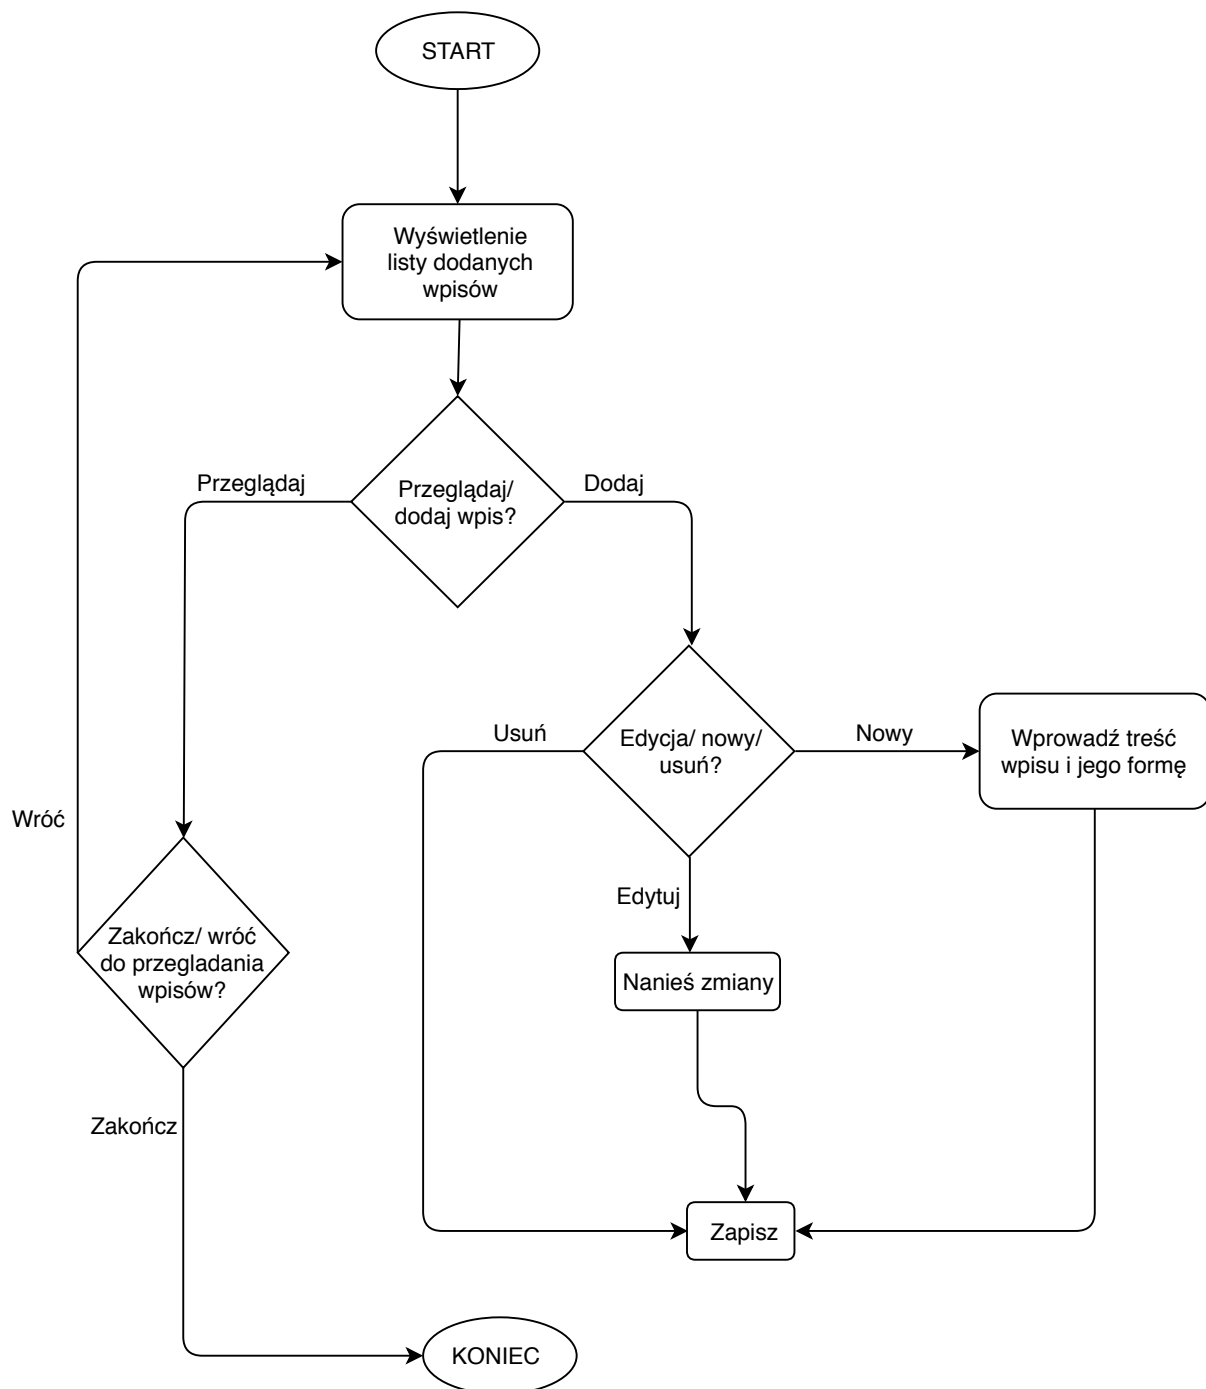 START
Wyświetlenie
listy dodanych
wpisów
Przeglądaj
Przeglądaj/
dodaj wpis?
Dodaj
Usuń
Edycja/ nowy/
usuń?
Nowy
Wprowadź treść
wpisu i jego formę
Wróć
Edytuj
Zakończ/ wróć
do przegladania
wpisów?
Nanieś zmiany
Zakończ
Zapisz
KONIEC